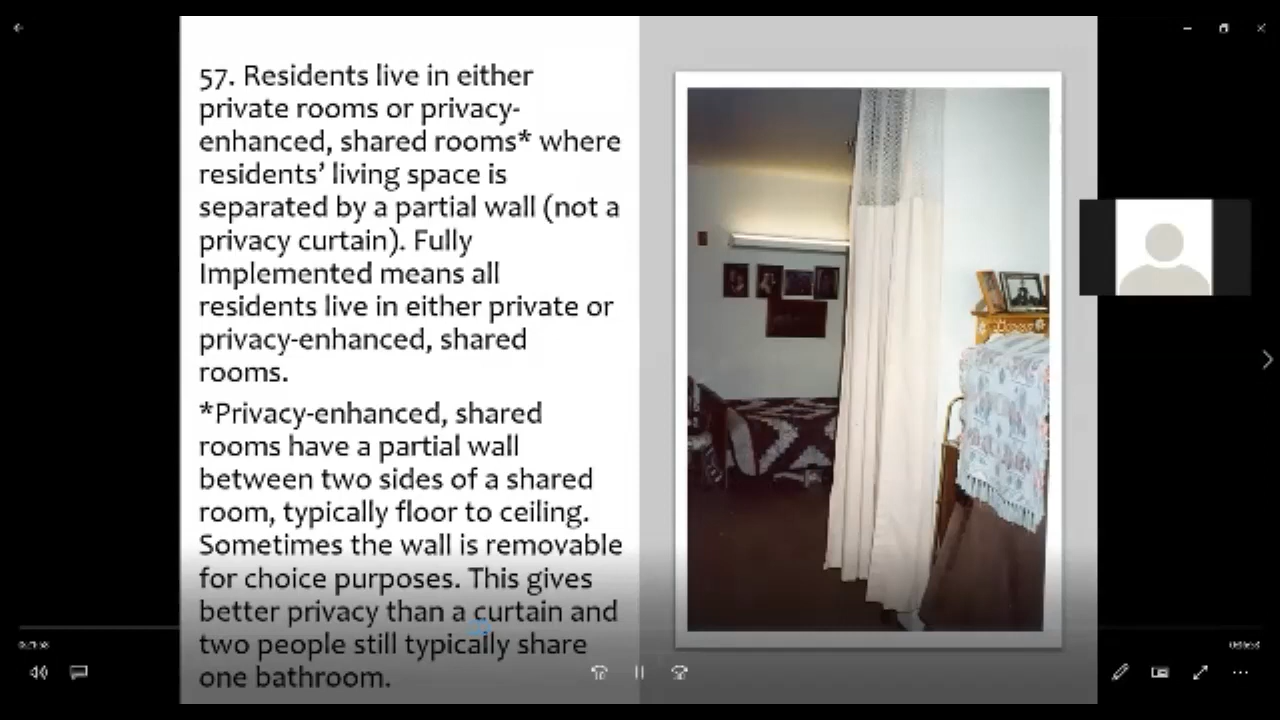 57. Residents live in either
private rooms or privacy-
enhanced, shared rooms* where
residents’ living space is
separated by a partial wall (not a
privacy curtain). Fully
Implemented means all
residents live in either private or
privacy-enhanced, shared
rooms.
*Privacy-enhanced, shared
rooms have a partial wall
between two sides of a shared
room, typically floor to ceiling.
Sometimes the wall is removable
for choice purposes. This gives
better privacy than a curtain and
two people still typically share
one bathroom.